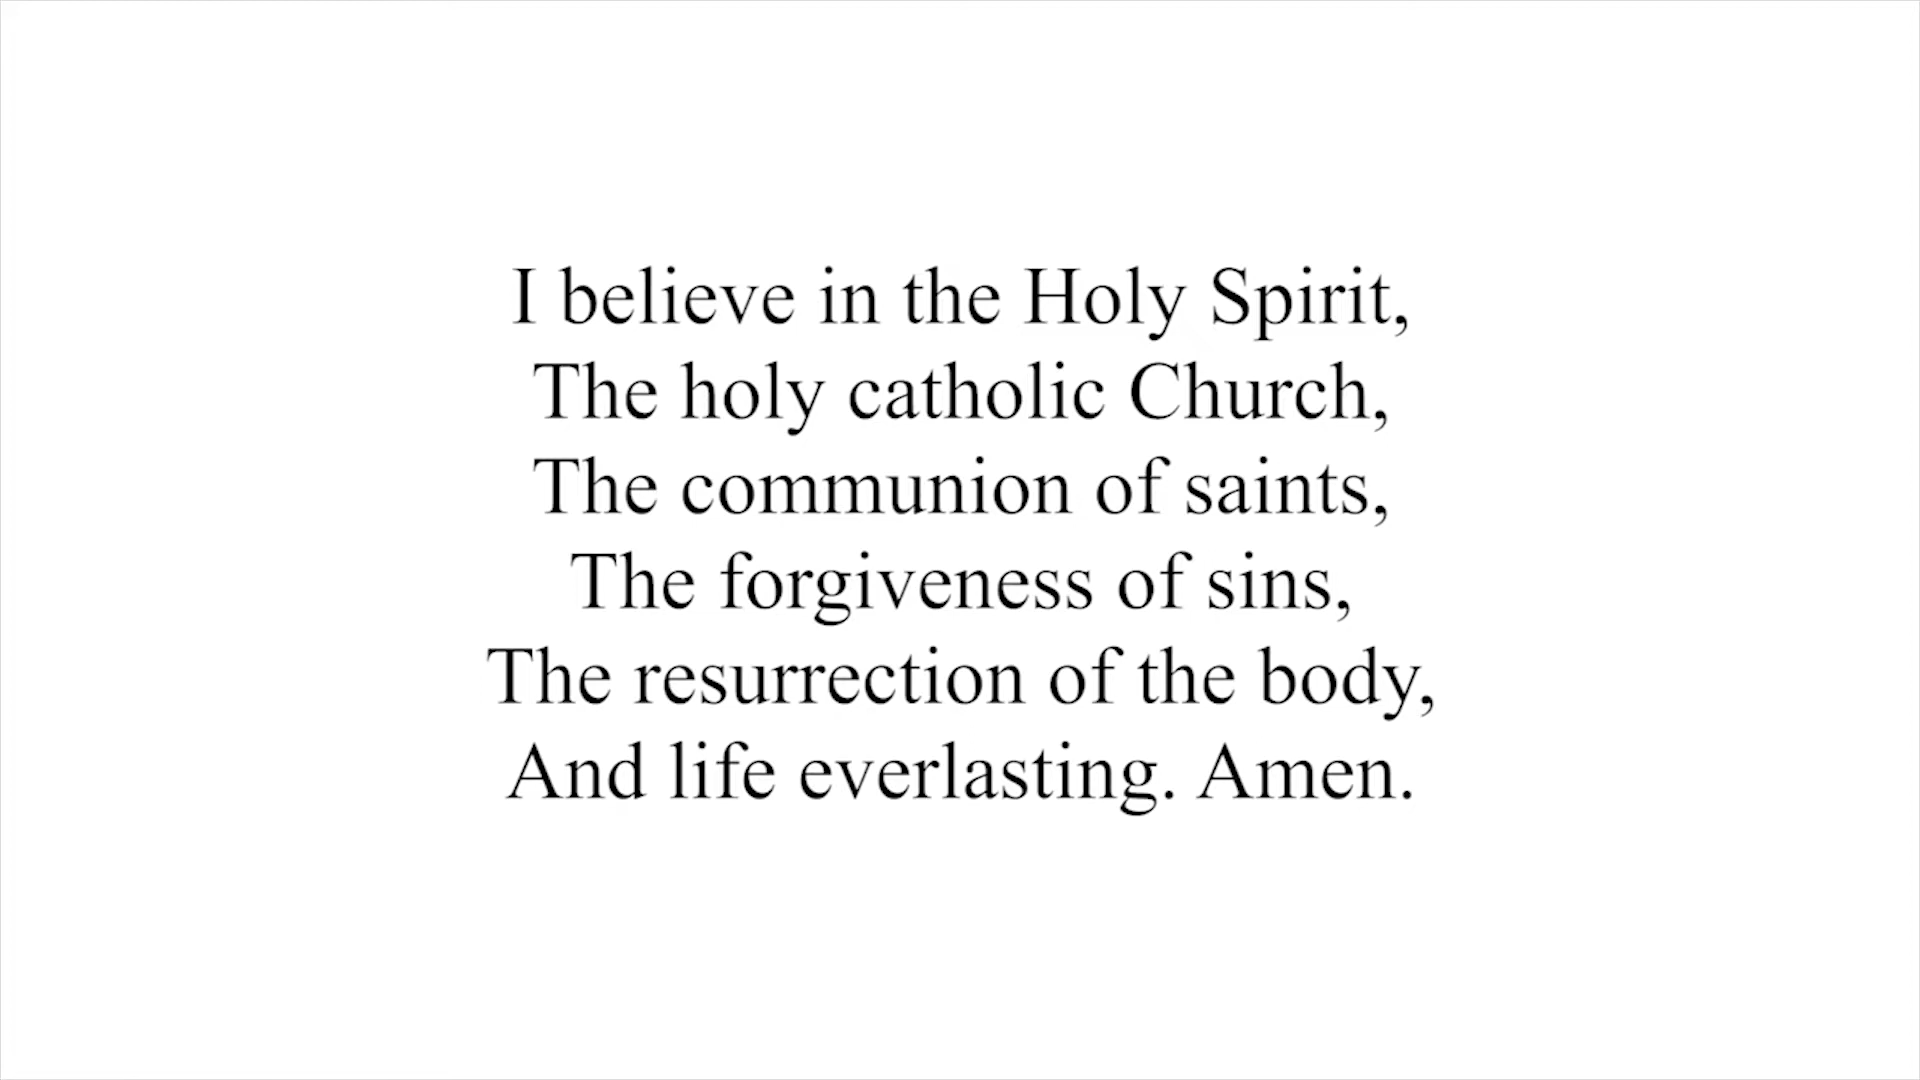 I believe in the Holy Spirit,
The holy catholic Church,
The communion of saints,
The forgiveness of sins,
The resurrection of the body,
And life everlasting. Amen.